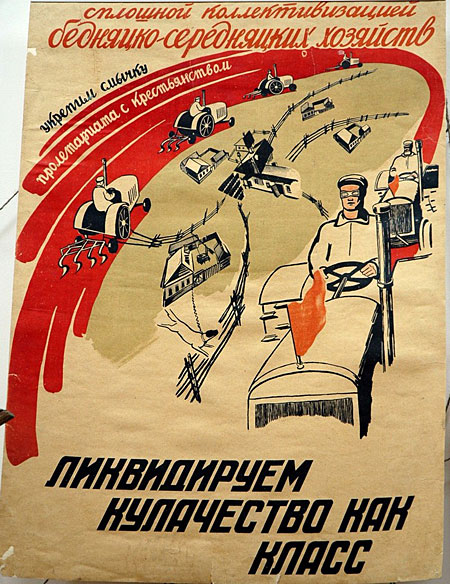 сплошной коллективизацией
бедняцко-середняцких хозяйств
укрепим смычку
пролетариата с крестьянством
ЛИКВИДИРУЕМ
КУЛАЧЕСТВО КАК
КЛАСС